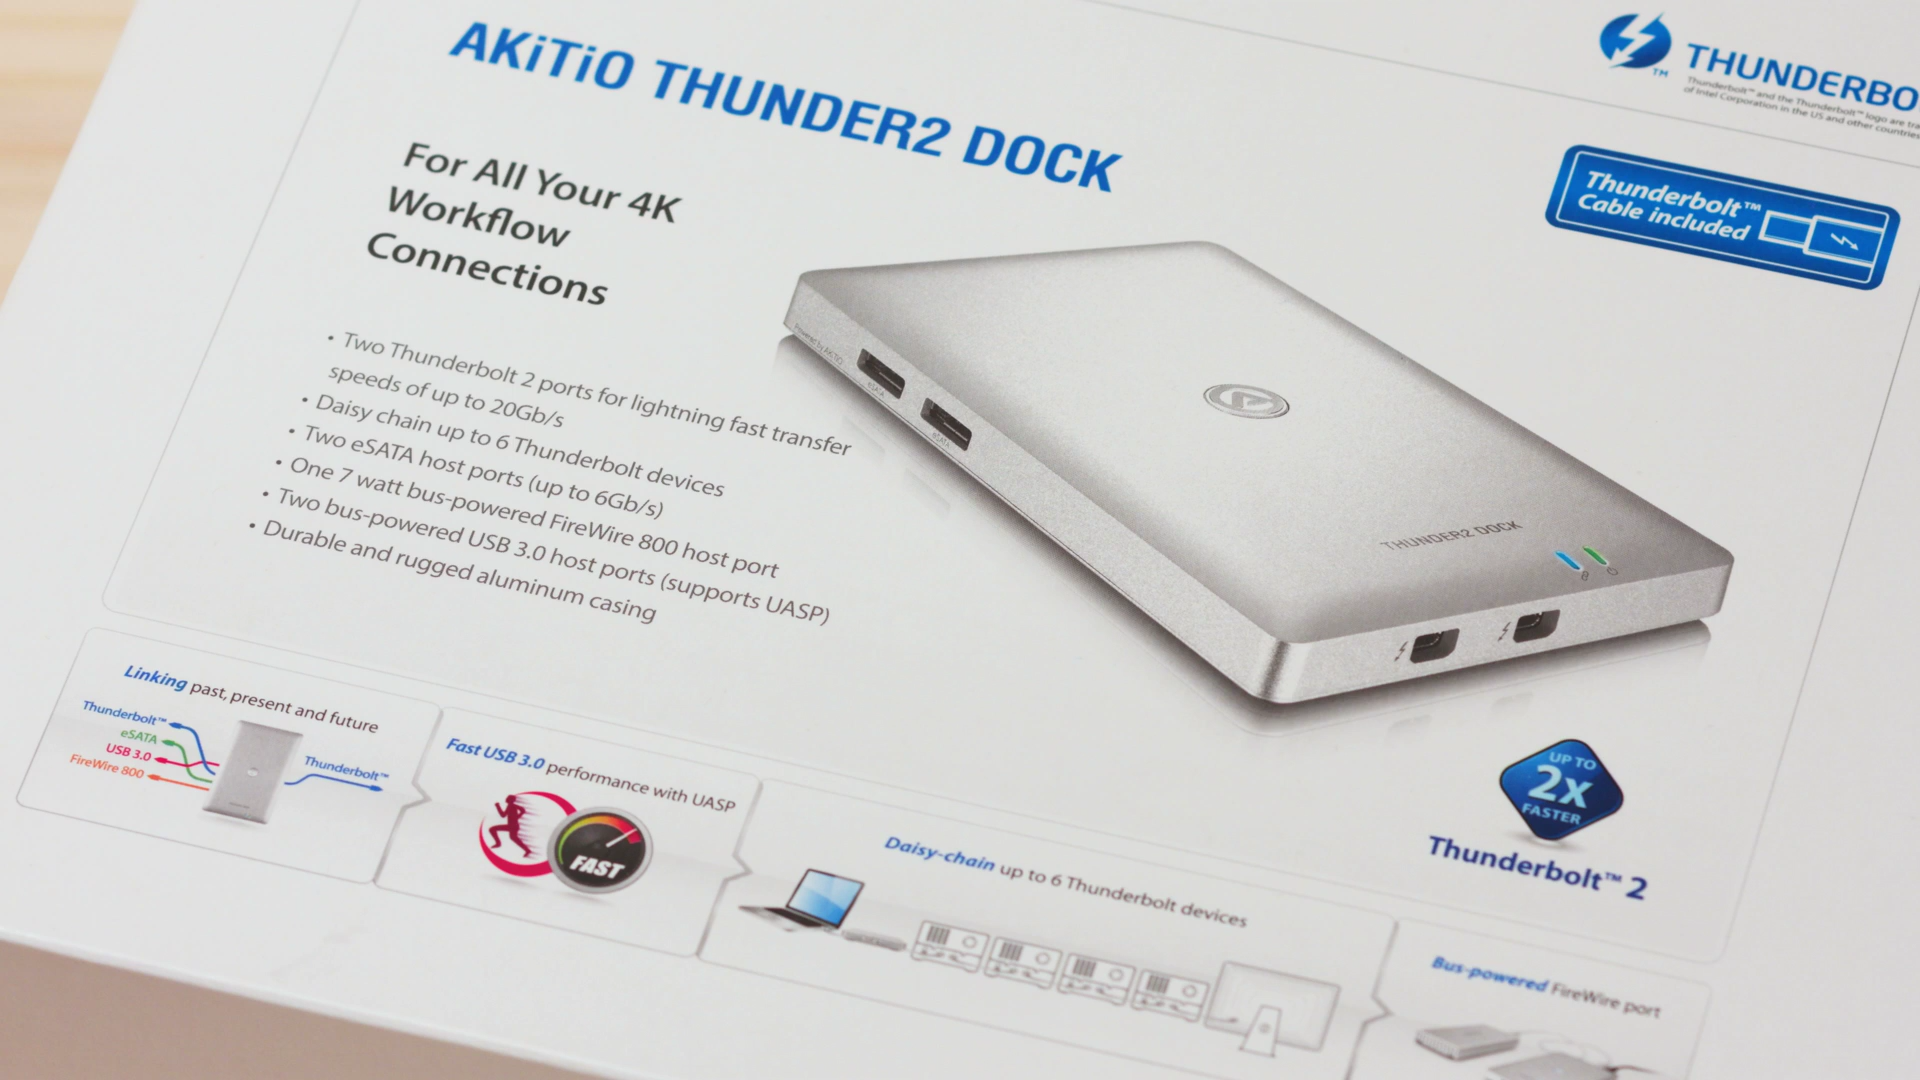 AKiTiO THUNDER2 DOCK
THUNDERBO
Thunderbolt™ and the Thunderbolt™ logo are tra
of Intel Corporation in the US and other countries
TM
Thunderbolt™
Cable included
For All Your 4K
Workflow
Connections
• Two Thunderbolt 2 ports for lightning fast transfer
speeds of up to 20Gb/s
• Daisy chain up to 6 Thunderbolt devices
• Two eSATA host ports (up to 6Gb/s)
• One 7 watt bus-powered FireWire 800 host port
• Two bus-powered USB 3.0 host ports (supports UASP)
• Durable and rugged aluminum casing
Powered by AKiTiO
eSATA
eSATA
THUNDER2 DOCK
UP TO
2X
FASTER
Thunderbolt™ 2
Linking past, present and future
Thunderbolt™
eSATA
USB 3.0
FireWire 800
Thunderbolt™
Fast USB 3.0 performance with UASP
FAST
Daisy-chain up to 6 Thunderbolt devices
Bus-powered FireWire port